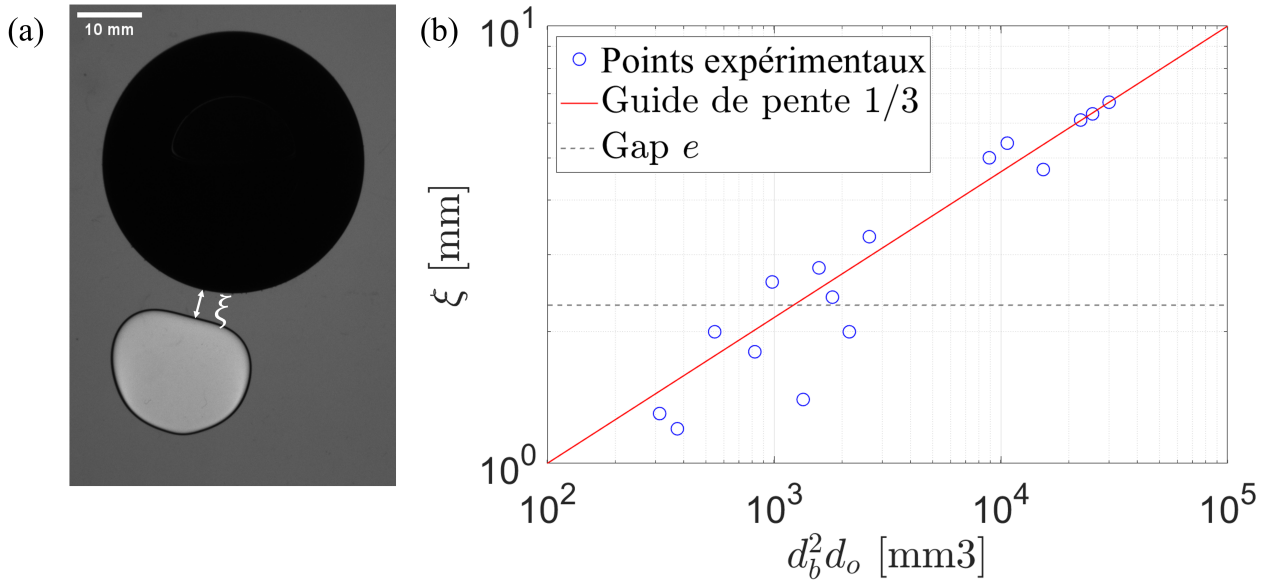 (a)
10 mm
ξ
(b)
10^1
Points expérimentaux
Guide de pente 1/3
Gap e
ξ [mm]
10^0
10^2 10^3 10^4 10^5
d_b^2 d_o [mm3]